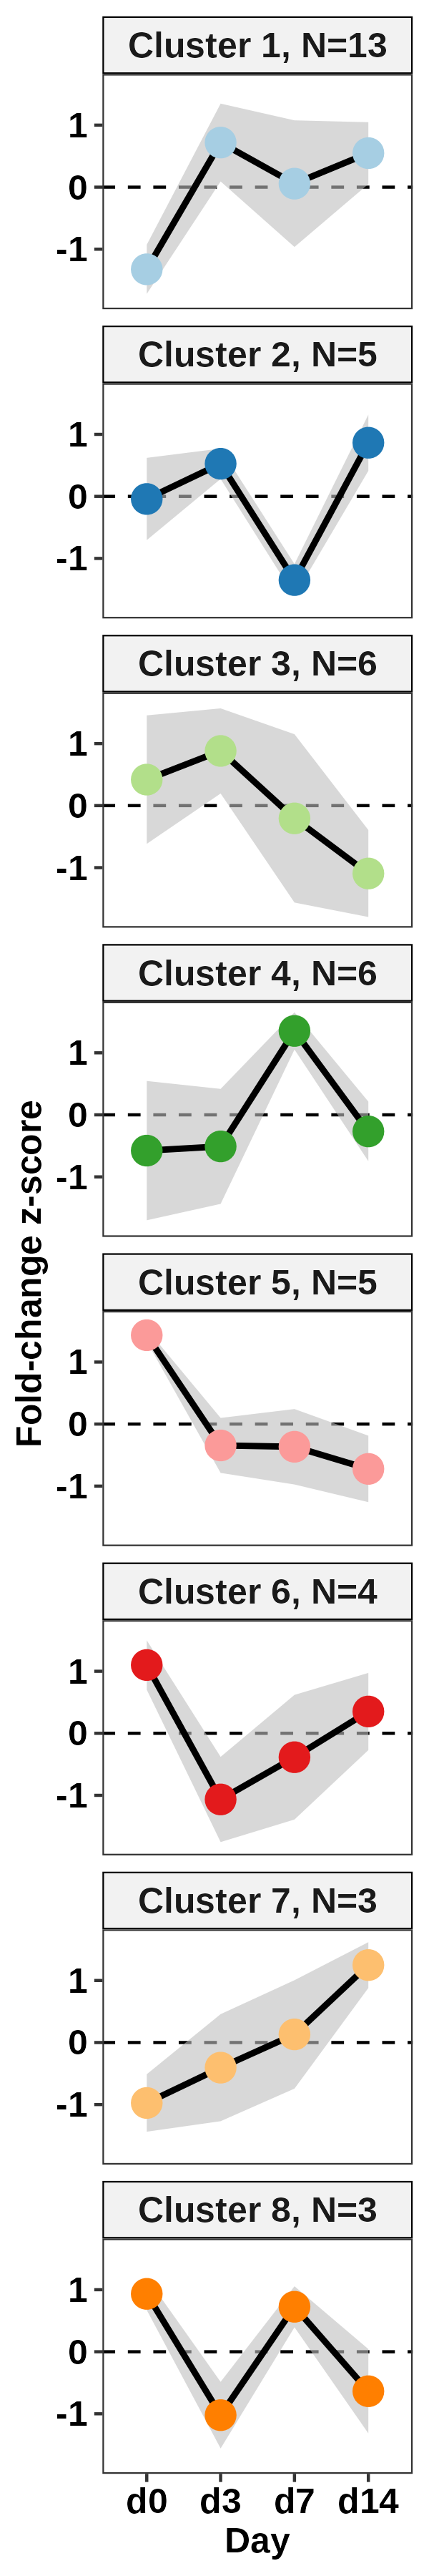 Cluster 1, N=13
1
0
-1
Cluster 2, N=5
1
0
-1
Cluster 3, N=6
1
0
-1
Cluster 4, N=6
1
0
-1
Cluster 5, N=5
1
0
-1
Cluster 6, N=4
1
0
-1
Cluster 7, N=3
1
0
-1
Cluster 8, N=3
1
0
-1
d0 d3 d7 d14
Day
Fold-change z-score